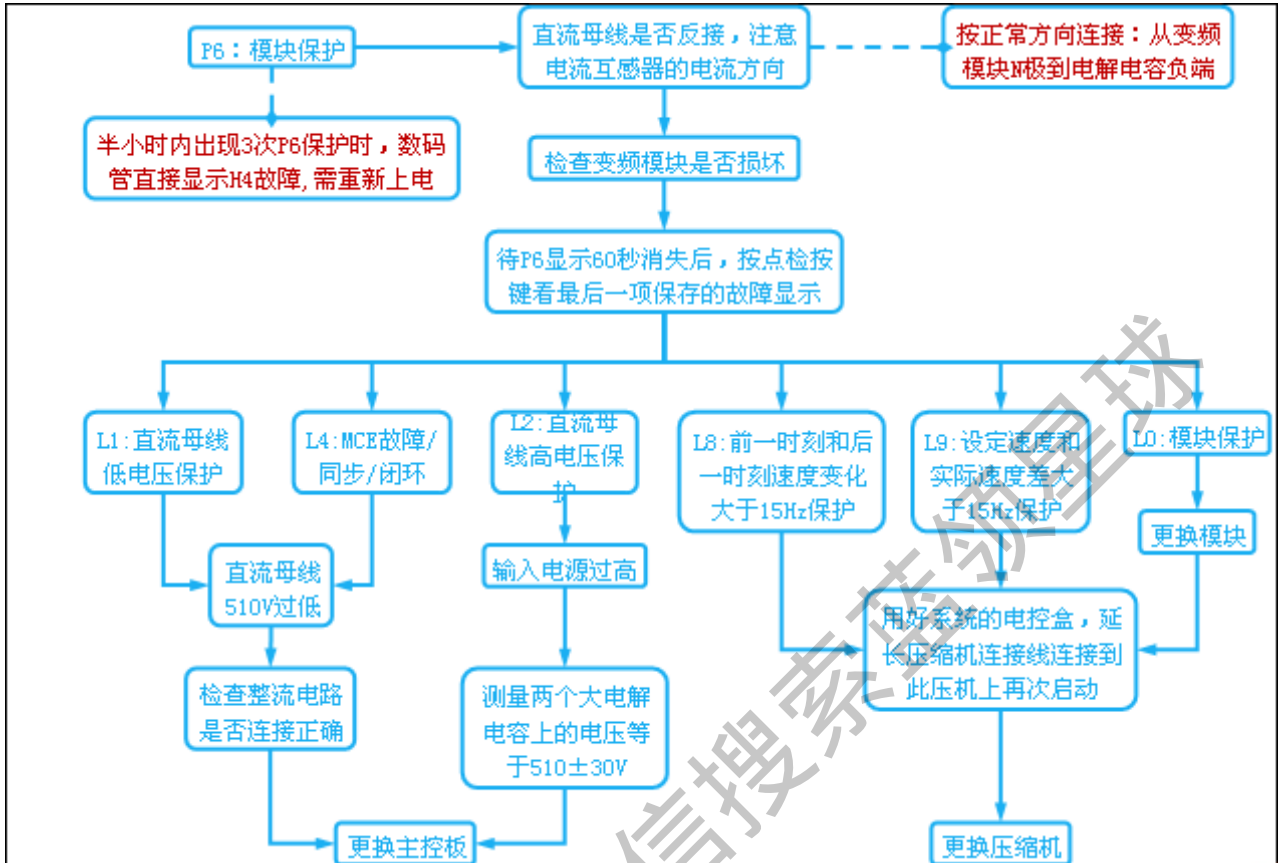 P6：模块保护
直流母线是否反接，注意
电流互感器的电流方向
按正常方向连接：从变频
模块N极到电解电容负端
半小时内出现3次P6保护时，数码
管直接显示H4故障,需重新上电
检查变频模块是否损坏
待P6显示60秒消失后，按点检按
键看最后一项保存的故障显示
L1:直流母线
低电压保护
L4:MCE故障/
同步/闭环
L2:直流母
线高电压保
护
L8:前一时刻和后
一时刻速度变化
大于15Hz保护
L9:设定速度和
实际速度差大
于15Hz保护
L0:模块保护
更换模块
直流母线
510V过低
输入电源过高
用好系统的电控盒，延
长压缩机连接线连接到
此压机上再次启动
检查整流电路
是否连接正确
测量两个大电解
电容上的电压等
于510±30V
更换主控板
更换压缩机
信搜索蓝领星球